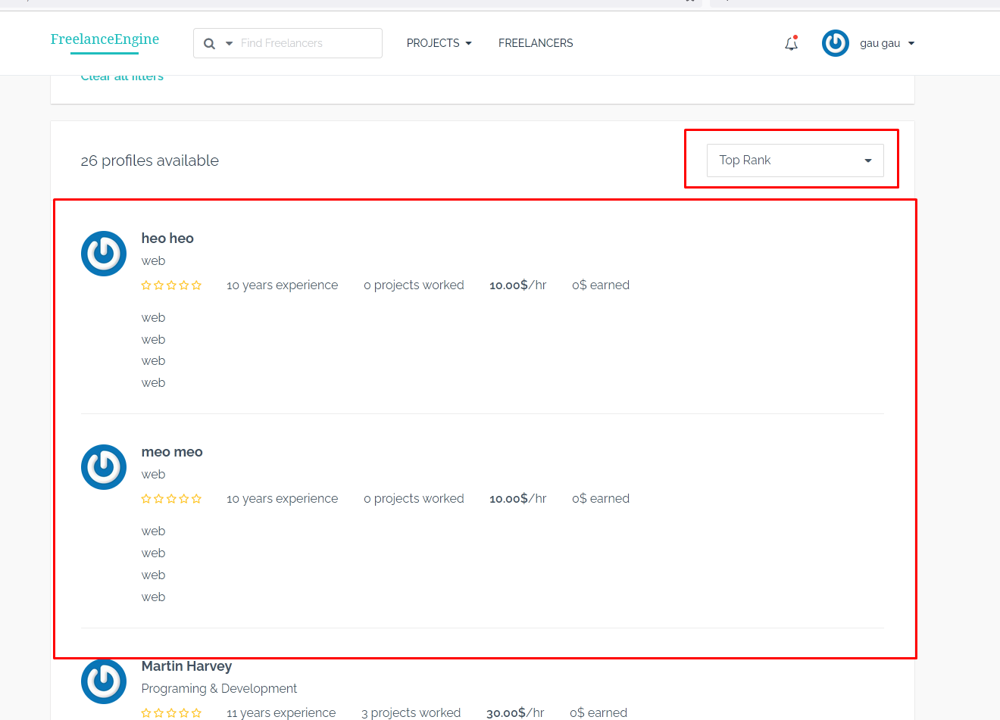 FreelanceEngine
Find Freelancers
PROJECTS
FREELANCERS
gau gau
Clear all filters
26 profiles available
Top Rank
heo heo
web
10 years experience 0 projects worked 10.00$/hr 0$ earned
web
web
web
web
meo meo
web
10 years experience 0 projects worked 10.00$/hr 0$ earned
web
web
web
web
Martin Harvey
Programing & Development
11 years experience 3 projects worked 30.00$/hr 0$ earned